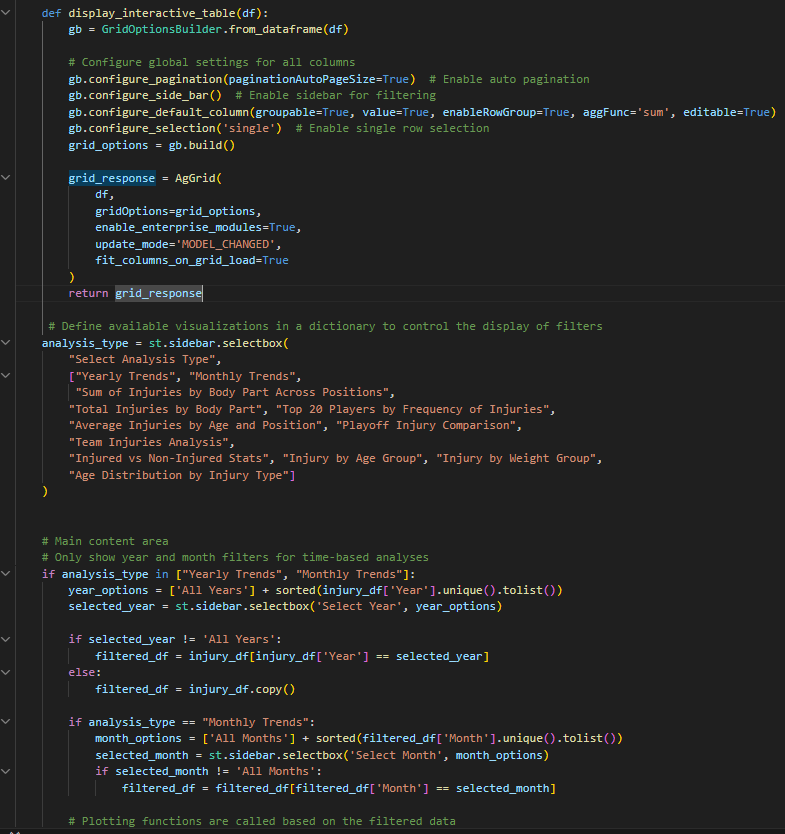 def display_interactive_table(df):
    gb = GridOptionsBuilder.from_dataframe(df)

    # Configure global settings for all columns
    gb.configure_pagination(paginationAutoPageSize=True)  # Enable auto pagination
    gb.configure_side_bar()  # Enable sidebar for filtering
    gb.configure_default_column(groupable=True, value=True, enableRowGroup=True, aggFunc='sum', editable=True)
    gb.configure_selection('single')  # Enable single row selection
    grid_options = gb.build()

    grid_response = AgGrid(
        df,
        gridOptions=grid_options,
        enable_enterprise_modules=True,
        update_mode='MODEL_CHANGED',
        fit_columns_on_grid_load=True
    )
    return grid_response

 # Define available visualizations in a dictionary to control the display of filters
analysis_type = st.sidebar.selectbox(
    "Select Analysis Type",
    ["Yearly Trends", "Monthly Trends",
     "Sum of Injuries by Body Part Across Positions",
    "Total Injuries by Body Part", "Top 20 Players by Frequency of Injuries",
    "Average Injuries by Age and Position", "Playoff Injury Comparison",
    "Team Injuries Analysis",
    "Injured vs Non-Injured Stats", "Injury by Age Group", "Injury by Weight Group",
    "Age Distribution by Injury Type"]
)


# Main content area
# Only show year and month filters for time-based analyses
if analysis_type in ["Yearly Trends", "Monthly Trends"]:
    year_options = ['All Years'] + sorted(injury_df['Year'].unique().tolist())
    selected_year = st.sidebar.selectbox('Select Year', year_options)

    if selected_year != 'All Years':
        filtered_df = injury_df[injury_df['Year'] == selected_year]
    else:
        filtered_df = injury_df.copy()

    if analysis_type == "Monthly Trends":
        month_options = ['All Months'] + sorted(filtered_df['Month'].unique().tolist())
        selected_month = st.sidebar.selectbox('Select Month', month_options)
        if selected_month != 'All Months':
            filtered_df = filtered_df[filtered_df['Month'] == selected_month]

    # Plotting functions are called based on the filtered data